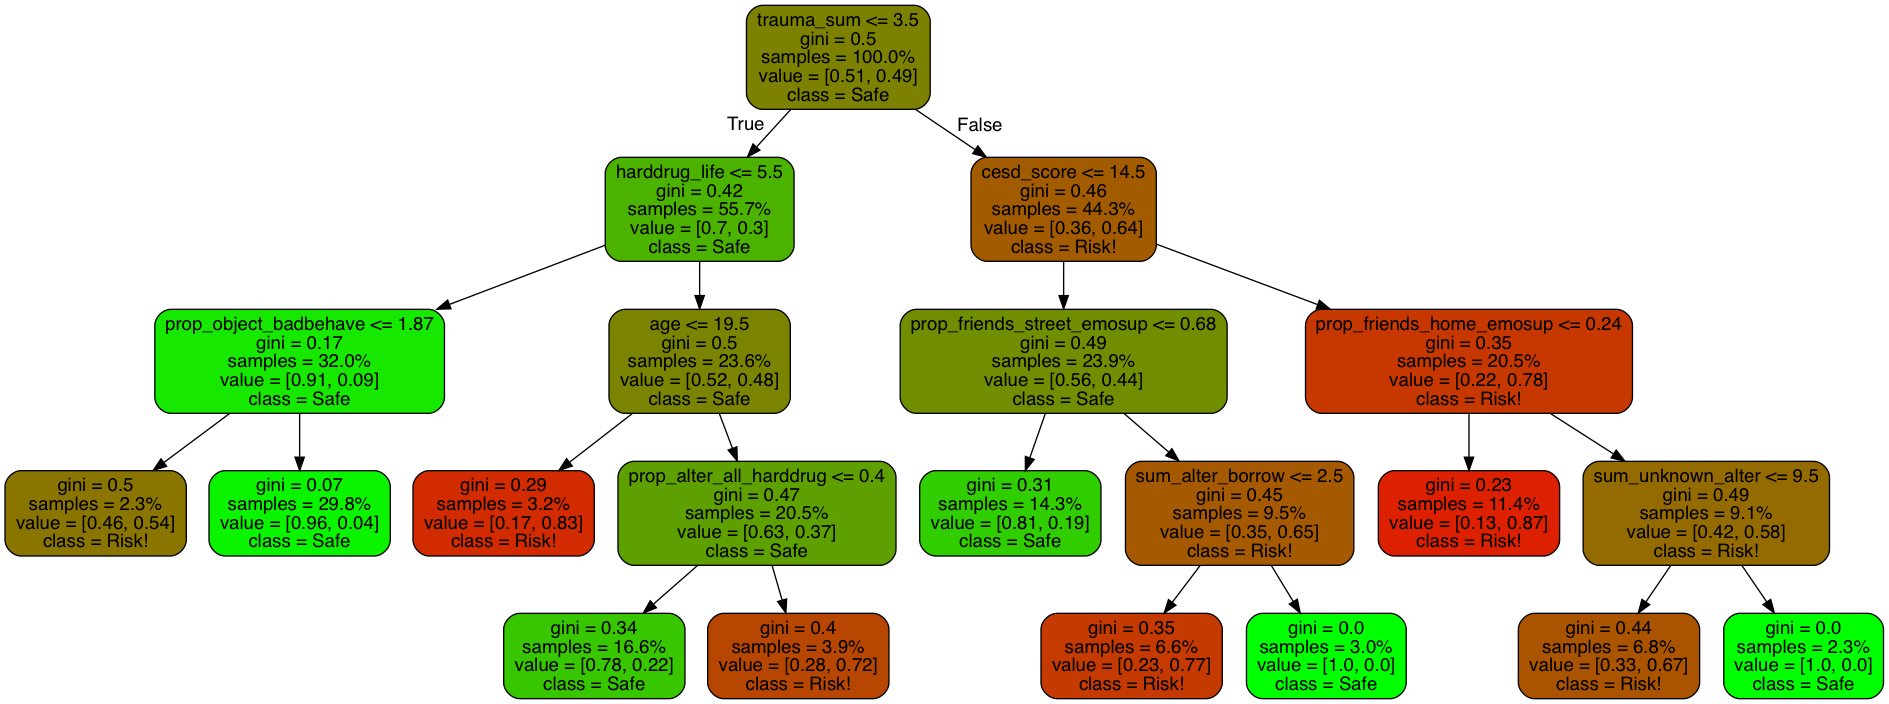 trauma_sum <= 3.5
gini = 0.5
samples = 100.0%
value = [0.51, 0.49]
class = Safe
True
False
harddrug_life <= 5.5
gini = 0.42
samples = 55.7%
value = [0.7, 0.3]
class = Safe
cesd_score <= 14.5
gini = 0.46
samples = 44.3%
value = [0.36, 0.64]
class = Risk!
prop_object_badbehave <= 1.87
gini = 0.17
samples = 32.0%
value = [0.91, 0.09]
class = Safe
age <= 19.5
gini = 0.5
samples = 23.6%
value = [0.52, 0.48]
class = Safe
prop_friends_street_emosup <= 0.68
gini = 0.49
samples = 23.9%
value = [0.56, 0.44]
class = Safe
prop_friends_home_emosup <= 0.24
gini = 0.35
samples = 20.5%
value = [0.22, 0.78]
class = Risk!
gini = 0.5
samples = 2.3%
value = [0.46, 0.54]
class = Risk!
gini = 0.07
samples = 29.8%
value = [0.96, 0.04]
class = Safe
gini = 0.29
samples = 3.2%
value = [0.17, 0.83]
class = Risk!
prop_alter_all_harddrug <= 0.4
gini = 0.47
samples = 20.5%
value = [0.63, 0.37]
class = Safe
gini = 0.31
samples = 14.3%
value = [0.81, 0.19]
class = Safe
sum_alter_borrow <= 2.5
gini = 0.45
samples = 9.5%
value = [0.35, 0.65]
class = Risk!
gini = 0.23
samples = 11.4%
value = [0.13, 0.87]
class = Risk!
sum_unknown_alter <= 9.5
gini = 0.49
samples = 9.1%
value = [0.42, 0.58]
class = Risk!
gini = 0.34
samples = 16.6%
value = [0.78, 0.22]
class = Safe
gini = 0.4
samples = 3.9%
value = [0.28, 0.72]
class = Risk!
gini = 0.35
samples = 6.6%
value = [0.23, 0.77]
class = Risk!
gini = 0.0
samples = 3.0%
value = [1.0, 0.0]
class = Safe
gini = 0.44
samples = 6.8%
value = [0.33, 0.67]
class = Risk!
gini = 0.0
samples = 2.3%
value = [1.0, 0.0]
class = Safe